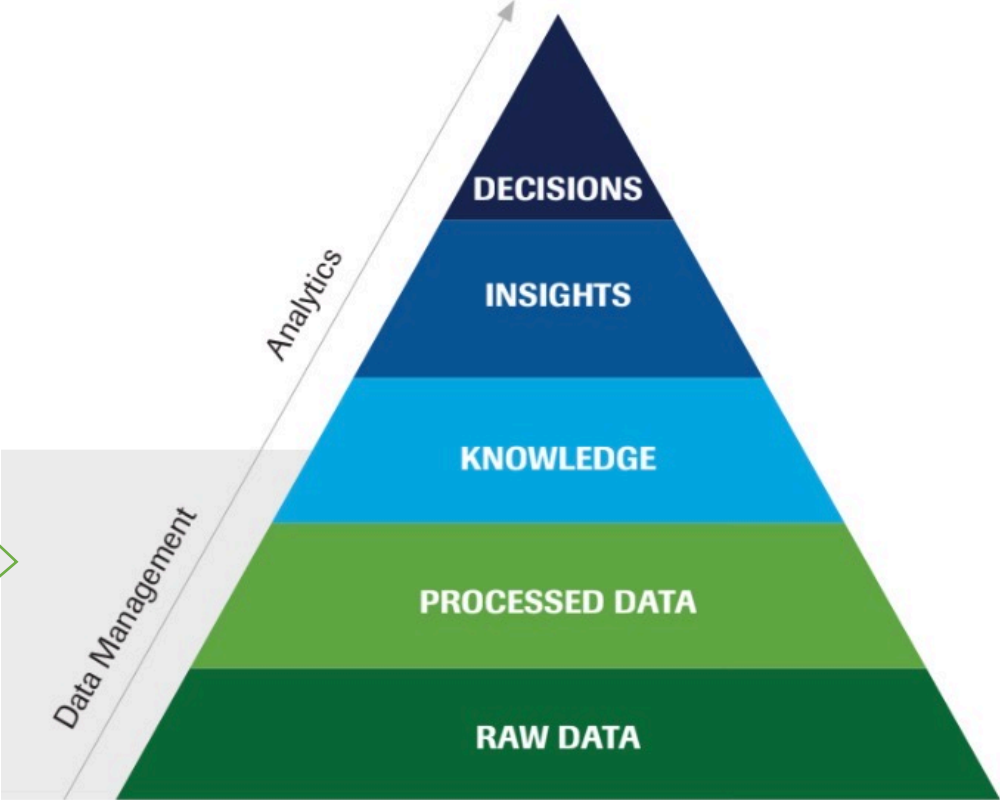 DECISIONS
INSIGHTS
KNOWLEDGE
PROCESSED DATA
RAW DATA
Analytics
Data Management